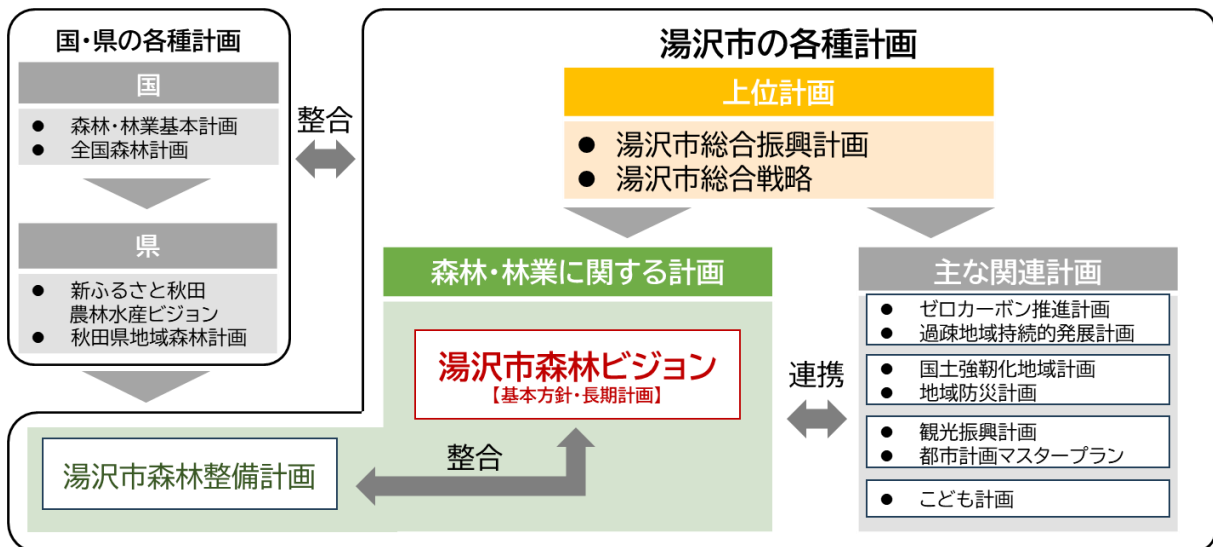 国・県の各種計画
国
● 森林・林業基本計画
● 全国森林計画
県
● 新ふるさと秋田
農林水産ビジョン
● 秋田県地域森林計画
整合
湯沢市の各種計画
上位計画
● 湯沢市総合振興計画
● 湯沢市総合戦略
森林・林業に関する計画
湯沢市森林ビジョン
【基本方針・長期計画】
整合
湯沢市森林整備計画
連携
主な関連計画
● ゼロカーボン推進計画
● 過疎地域持続的発展計画
● 国土強靭化地域計画
● 地域防災計画
● 観光振興計画
● 都市計画マスタープラン
● こども計画